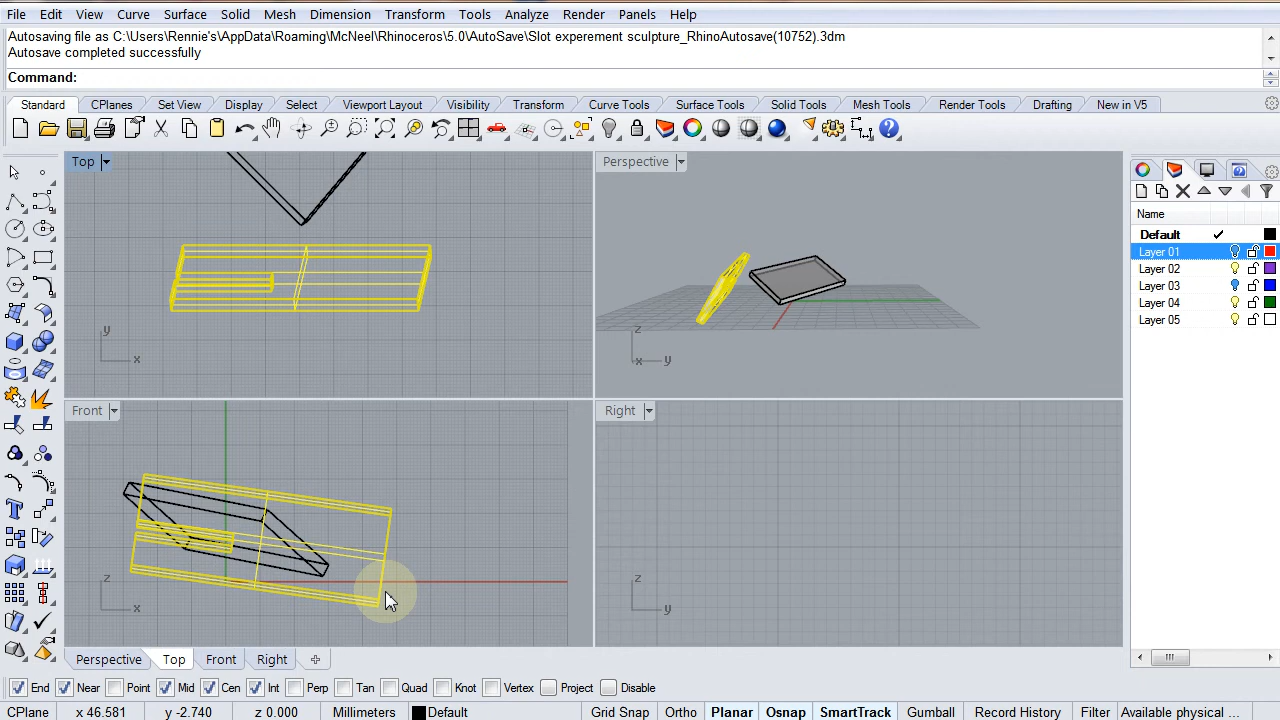 File Edit View Curve Surface Solid Mesh Dimension Transform Tools Analyze Render Panels Help
Autosaving file as C:\Users\Rennie's\AppData\Roaming\McNeel\Rhinoceros\5.0\AutoSave\Slot experement sculpture_RhinoAutosave(10752).3dm
Autosave completed successfully
Command:
Standard CPlanes Set View Display Select Viewport Layout Visibility Transform Curve Tools Surface Tools Solid Tools Mesh Tools Render Tools Drafting New in V5
Top Perspective
Name
Default
Layer 01
Layer 02
Layer 03
Layer 04
Layer 05
y
x
z
x y
Front Right
z
x
z
y
Perspective Top Front Right
End Near Point Mid Cen Int Perp Tan Quad Knot Vertex Project Disable
CPlane x 46.581 y -2.740 z 0.000 Millimeters Default Grid Snap Ortho Planar Osnap SmartTrack Gumball Record History Filter Available physical ...